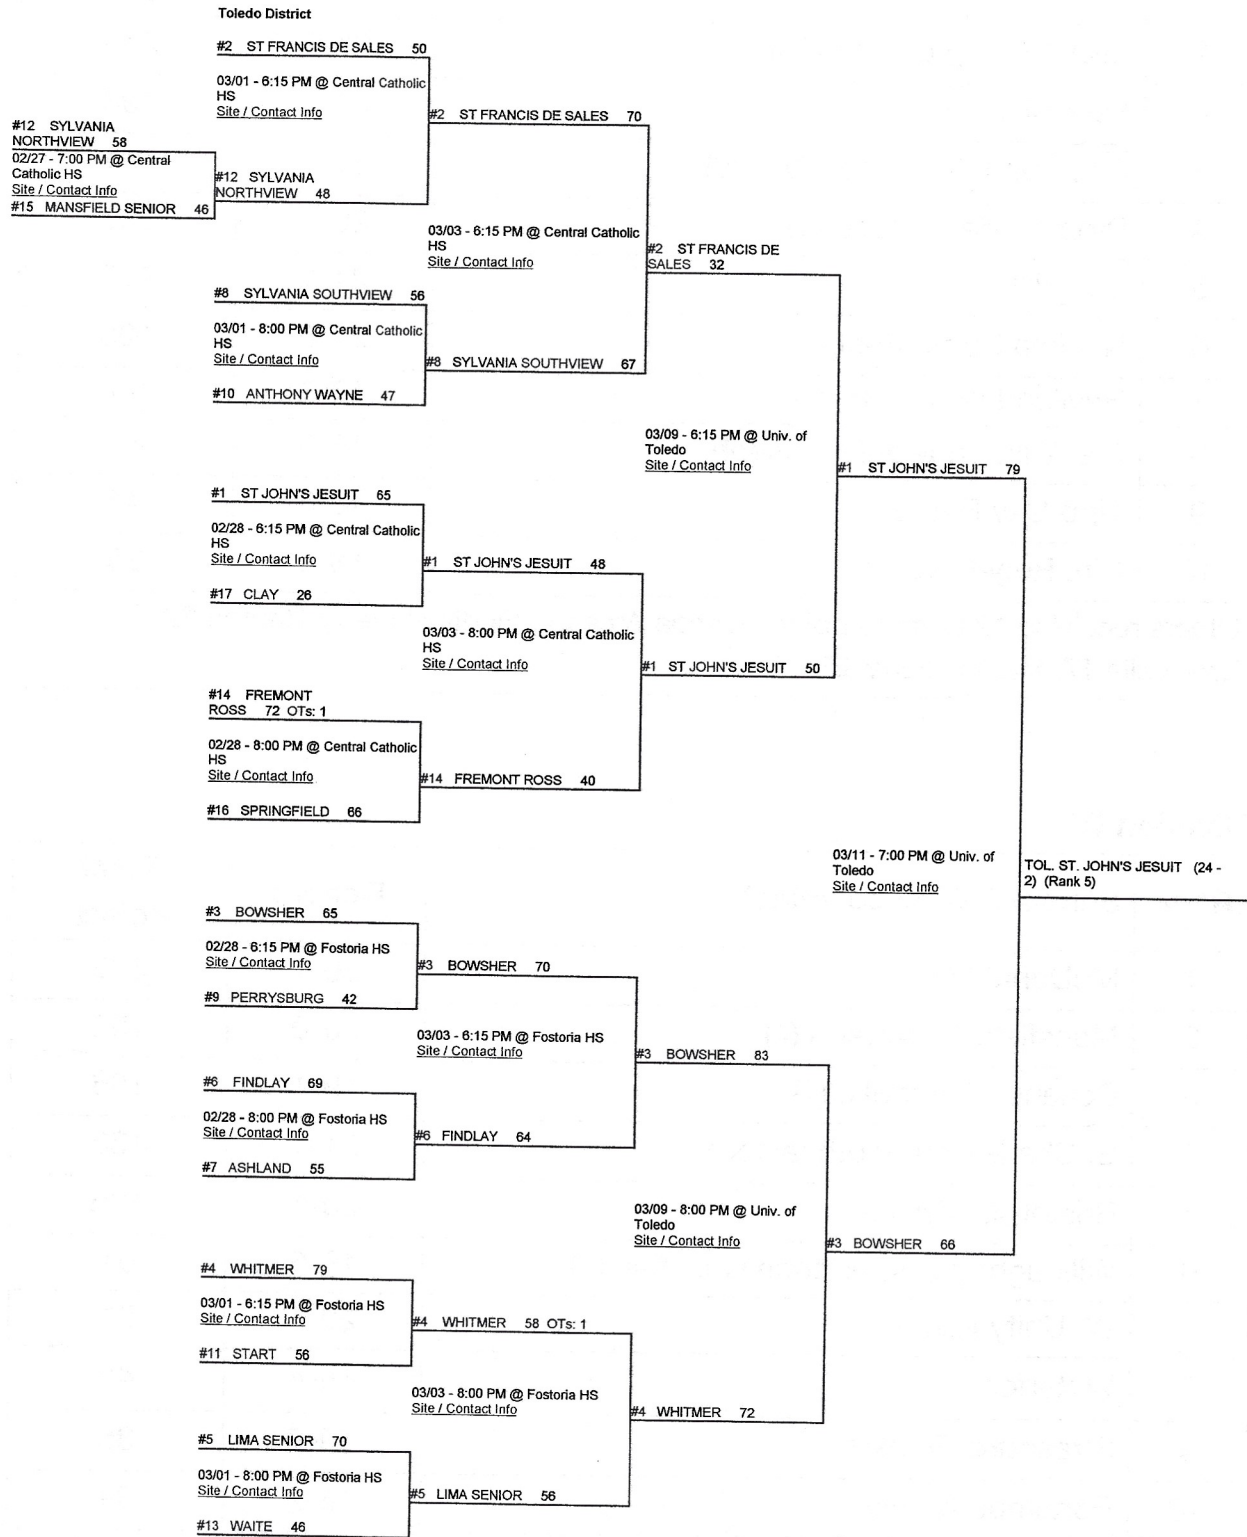 Toledo District
#2 ST FRANCIS DE SALES 50
03/01 - 6:15 PM @ Central Catholic
HS
Site / Contact Info
#2 ST FRANCIS DE SALES 70
#12 SYLVANIA
NORTHVIEW 58
02/27 - 7:00 PM @ Central
Catholic HS
Site / Contact Info
#15 MANSFIELD SENIOR 46
#12 SYLVANIA
NORTHVIEW 48
03/03 - 6:15 PM @ Central Catholic
HS
Site / Contact Info
#2 ST FRANCIS DE
SALES 32
#8 SYLVANIA SOUTHVIEW 56
03/01 - 8:00 PM @ Central Catholic
HS
Site / Contact Info
#8 SYLVANIA SOUTHVIEW 67
#10 ANTHONY WAYNE 47
03/09 - 6:15 PM @ Univ. of
Toledo
Site / Contact Info
#1 ST JOHN'S JESUIT 79
#1 ST JOHN'S JESUIT 65
02/28 - 6:15 PM @ Central Catholic
HS
Site / Contact Info
#1 ST JOHN'S JESUIT 48
#17 CLAY 26
03/03 - 8:00 PM @ Central Catholic
HS
Site / Contact Info
#1 ST JOHN'S JESUIT 50
#14 FREMONT
ROSS 72 OTs: 1
02/28 - 8:00 PM @ Central Catholic
HS
Site / Contact Info
#14 FREMONT ROSS 40
#16 SPRINGFIELD 66
03/11 - 7:00 PM @ Univ. of
Toledo
Site / Contact Info
TOL. ST. JOHN'S JESUIT (24 -
2) (Rank 5)
#3 BOWSHER 65
02/28 - 6:15 PM @ Fostoria HS
Site / Contact Info
#3 BOWSHER 70
#9 PERRYSBURG 42
03/03 - 6:15 PM @ Fostoria HS
Site / Contact Info
#3 BOWSHER 83
#6 FINDLAY 69
02/28 - 8:00 PM @ Fostoria HS
Site / Contact Info
#6 FINDLAY 64
#7 ASHLAND 55
03/09 - 8:00 PM @ Univ. of
Toledo
Site / Contact Info
#3 BOWSHER 66
#4 WHITMER 79
03/01 - 6:15 PM @ Fostoria HS
Site / Contact Info
#4 WHITMER 58 OTs: 1
#11 START 56
03/03 - 8:00 PM @ Fostoria HS
Site / Contact Info
#4 WHITMER 72
#5 LIMA SENIOR 70
03/01 - 8:00 PM @ Fostoria HS
Site / Contact Info
#5 LIMA SENIOR 56
#13 WAITE 46